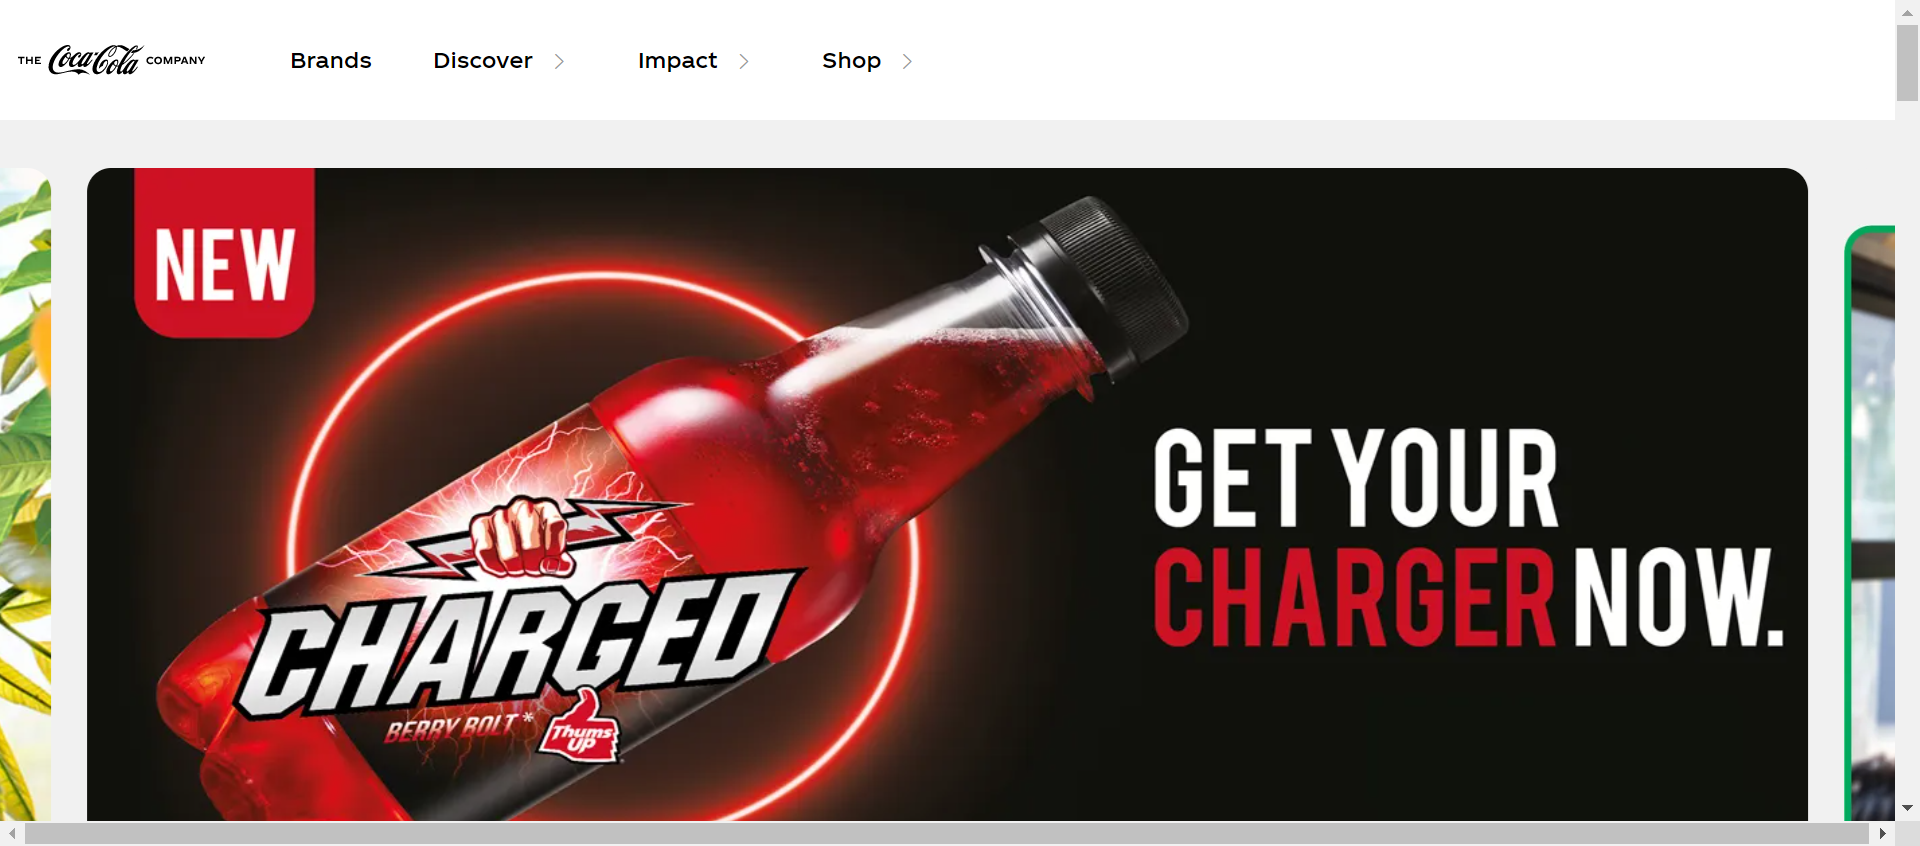 THE Coca-Cola COMPANY
Brands
Discover
Impact
Shop
NEW
GET YOUR
CHARGER NOW.
CHARGED
BERRY BOLT*
Thums
UP